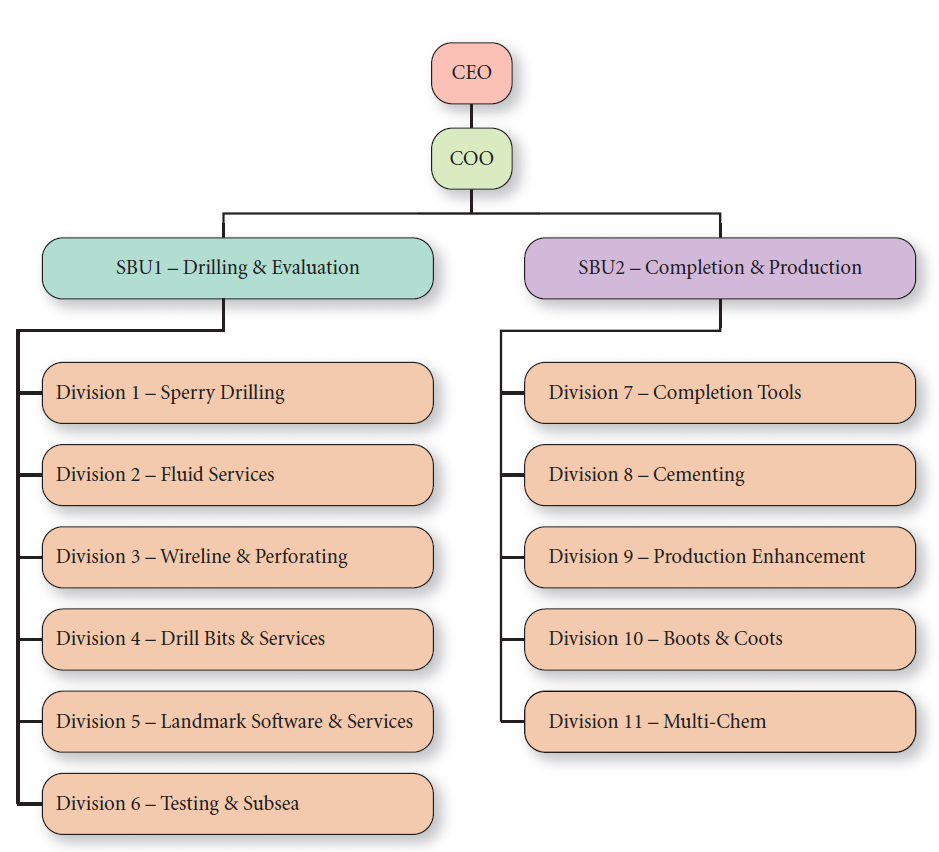 CEO
COO
SBU1 – Drilling & Evaluation
SBU2 – Completion & Production
Division 1 – Sperry Drilling
Division 2 – Fluid Services
Division 3 – Wireline & Perforating
Division 4 – Drill Bits & Services
Division 5 – Landmark Software & Services
Division 6 – Testing & Subsea
Division 7 – Completion Tools
Division 8 – Cementing
Division 9 – Production Enhancement
Division 10 – Boots & Coots
Division 11 – Multi-Chem